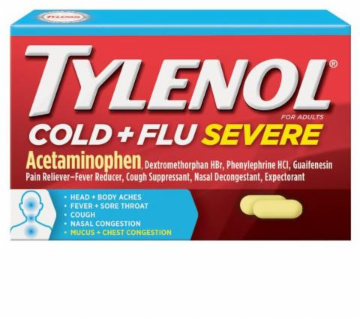 TYLENOL®
FOR ADULTS
COLD + FLU SEVERE
Acetaminophen, Dextromethorphan HBr, Phenylephrine HCl, Guaifenesin
Pain Reliever–Fever Reducer, Cough Suppressant, Nasal Decongestant, Expectorant
• HEAD + BODY ACHES
• FEVER + SORE THROAT
• COUGH
• NASAL CONGESTION
• MUCUS + CHEST CONGESTION